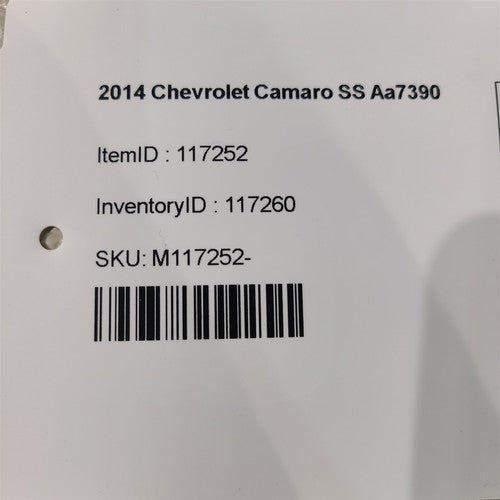 2014 Chevrolet Camaro SS Aa7390
ItemID : 117252
InventoryID : 117260
SKU: M117252-